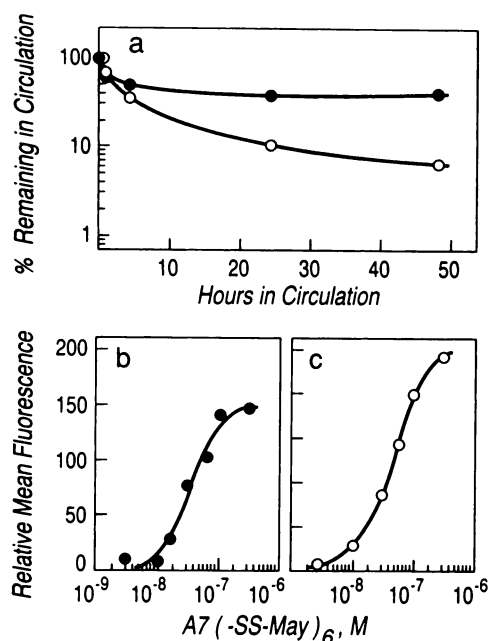 a
% Remaining in Circulation
100
10
1
0 10 20 30 40 50
Hours in Circulation
b
c
Relative Mean Fluorescence
200
150
100
50
0
10-9 10-8 10-7 10-6 10-8 10-7 10-6
A7 (-SS-May)6, M